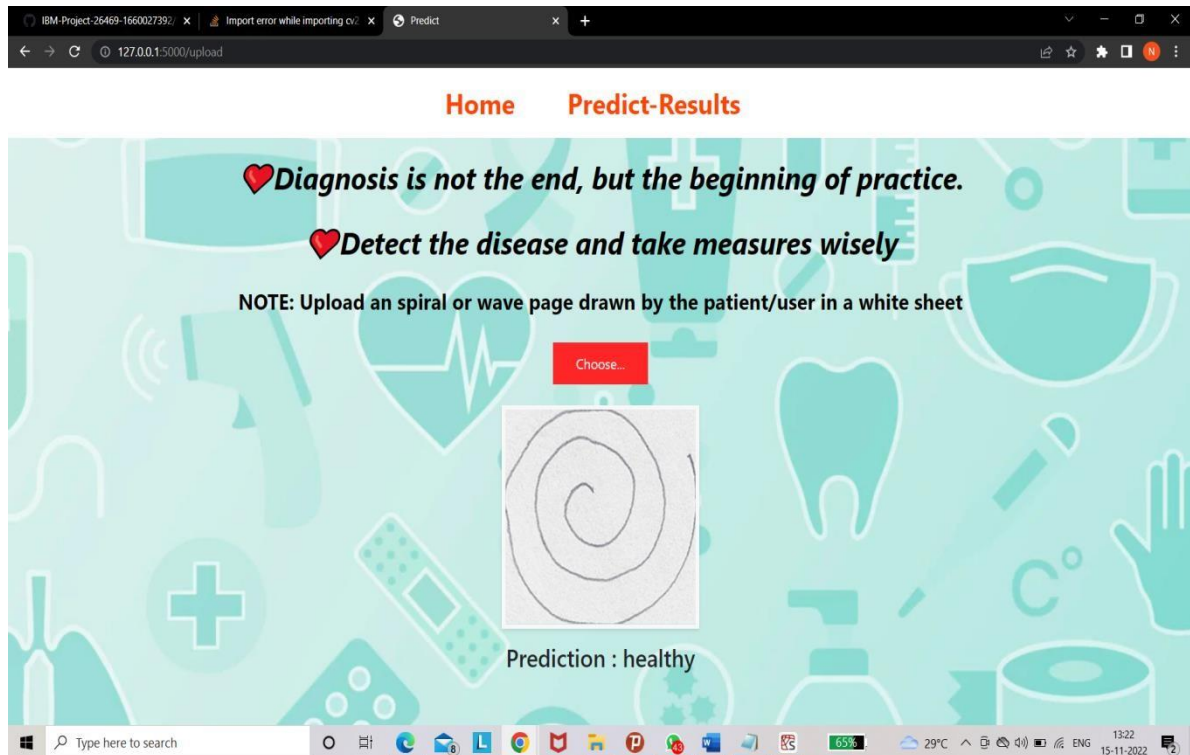 IBM-Project-26469-1660027392/
Import error while importing cv2
Predict
127.0.0.1:5000/upload
N
Home Predict-Results
Diagnosis is not the end, but the beginning of practice.
Detect the disease and take measures wisely
NOTE: Upload an spiral or wave page drawn by the patient/user in a white sheet
Choose...
C°
Prediction : healthy
Type here to search
8
L
43
65%
29°C
ENG
13:22
15-11-2022
2